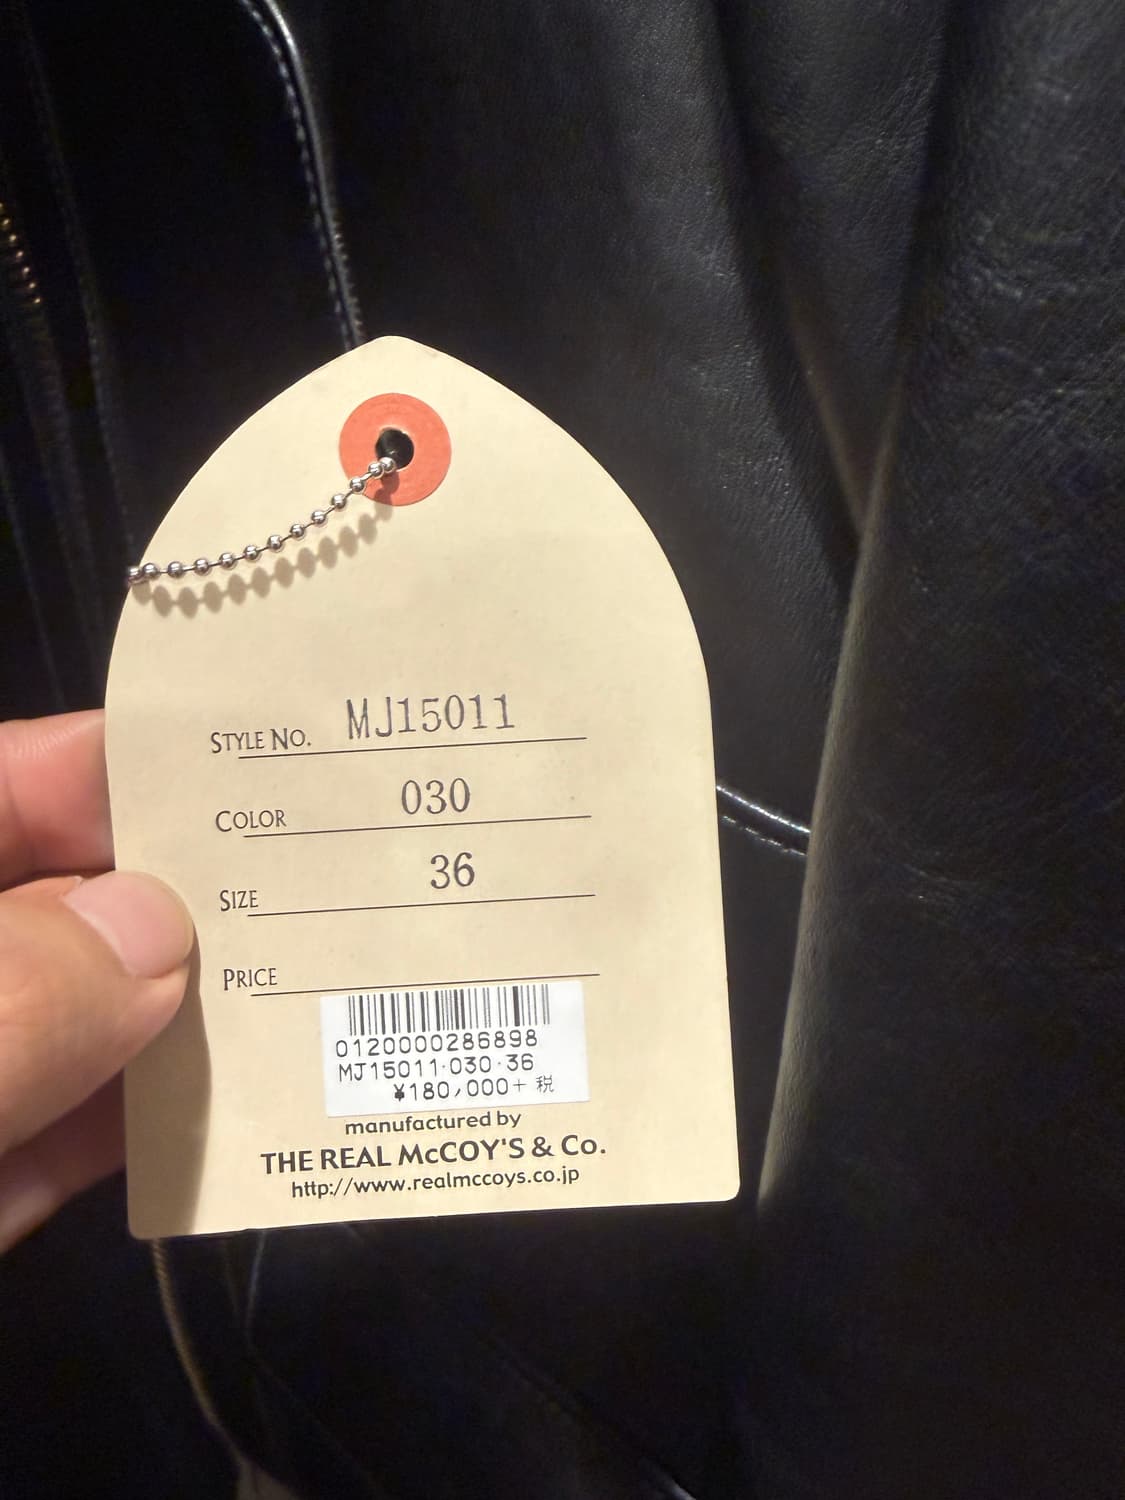 STYLE NO. MJ15011
COLOR 030
SIZE 36
PRICE
0120000286898
MJ15011-030-36
¥180,000+ 税
manufactured by
THE REAL McCOY'S & Co.
http://www.realmccoys.co.jp